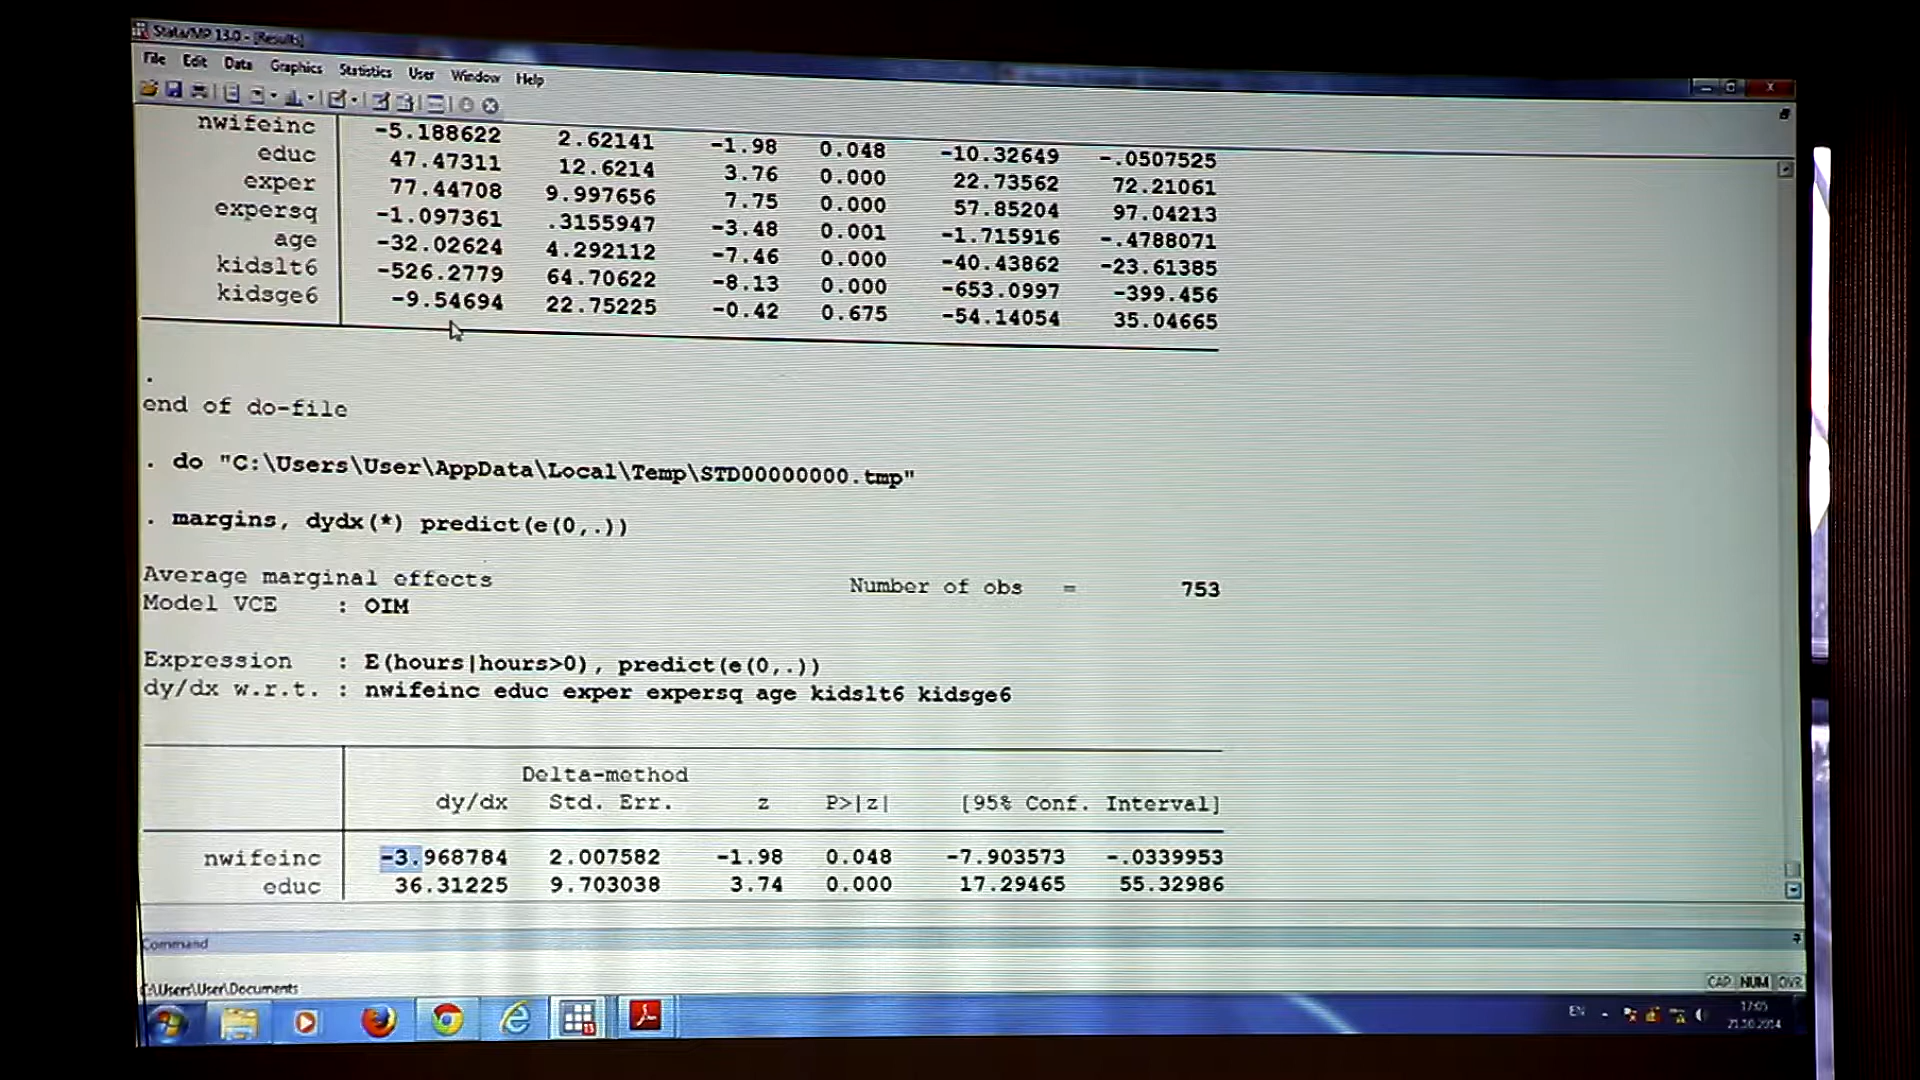 Stata/MP 13.0 - [Results]
File Edit Data Graphics Statistics User Window Help
nwifeinc -5.188622 2.62141 -1.98 0.048 -10.32649 -.0507525
educ 47.47311 12.6214 3.76 0.000 22.73562 72.21061
exper 77.44708 9.997656 7.75 0.000 57.85204 97.04213
expersq -1.097361 .3155947 -3.48 0.001 -1.715916 -.4788071
age -32.02624 4.292112 -7.46 0.000 -40.43862 -23.61385
kidslt6 -526.2779 64.70622 -8.13 0.000 -653.0997 -399.456
kidsge6 -9.54694 22.75225 -0.42 0.675 -54.14054 35.04665
.
end of do-file
. do "C:\Users\User\AppData\Local\Temp\STD00000000.tmp"
. margins, dydx(*) predict(e(0,.))
Average marginal effects Number of obs = 753
Model VCE : OIM
Expression : E(hours|hours>0), predict(e(0,.))
dy/dx w.r.t. : nwifeinc educ exper expersq age kidslt6 kidsge6
Delta-method
dy/dx Std. Err. z P>|z| [95% Conf. Interval]
nwifeinc -3.968784 2.007582 -1.98 0.048 -7.903573 -.0339953
educ 36.31225 9.703038 3.74 0.000 17.29465 55.32986
Command
C:\Users\User\Documents
CAP NUM OVR
EN 17:05
21.10.2014